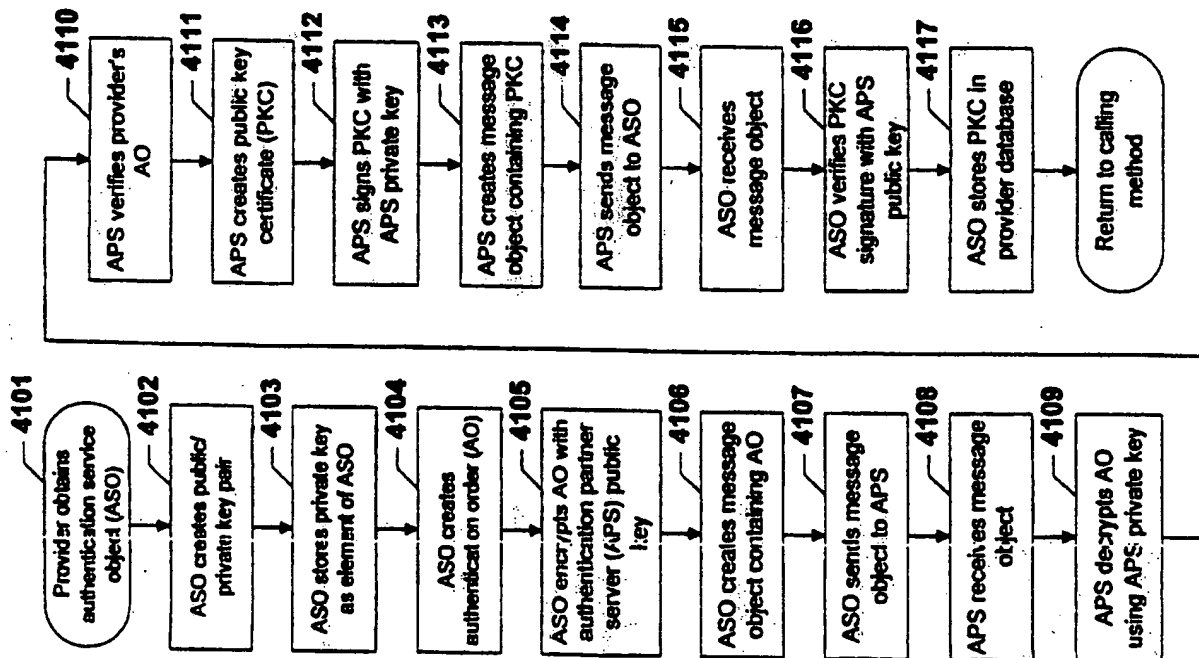 4101
Provider obtains
authentication service
object (ASO)
4102
ASO creates public/
private key pair
4103
ASO stores private key
as element of ASO
4104
ASO creates
authentication order (AO)
4105
ASO encrypts AO with
authentication partner
server (APS) public
key
4106
ASO creates message
object containing AO
4107
ASO sends message
object to APS
4108
APS receives message
object
4109
APS decrypts AO
using APS private key
4110
APS verifies provider's
AO
4111
APS creates public key
certificate (PKC)
4112
APS signs PKC with
APS private key
4113
APS creates message
object containing PKC
4114
APS sends message
object to ASO
4115
ASO receives
message object
4116
ASO verifies PKC
signature with APS
public key
4117
ASO stores PKC in
provider database
Return to calling
method